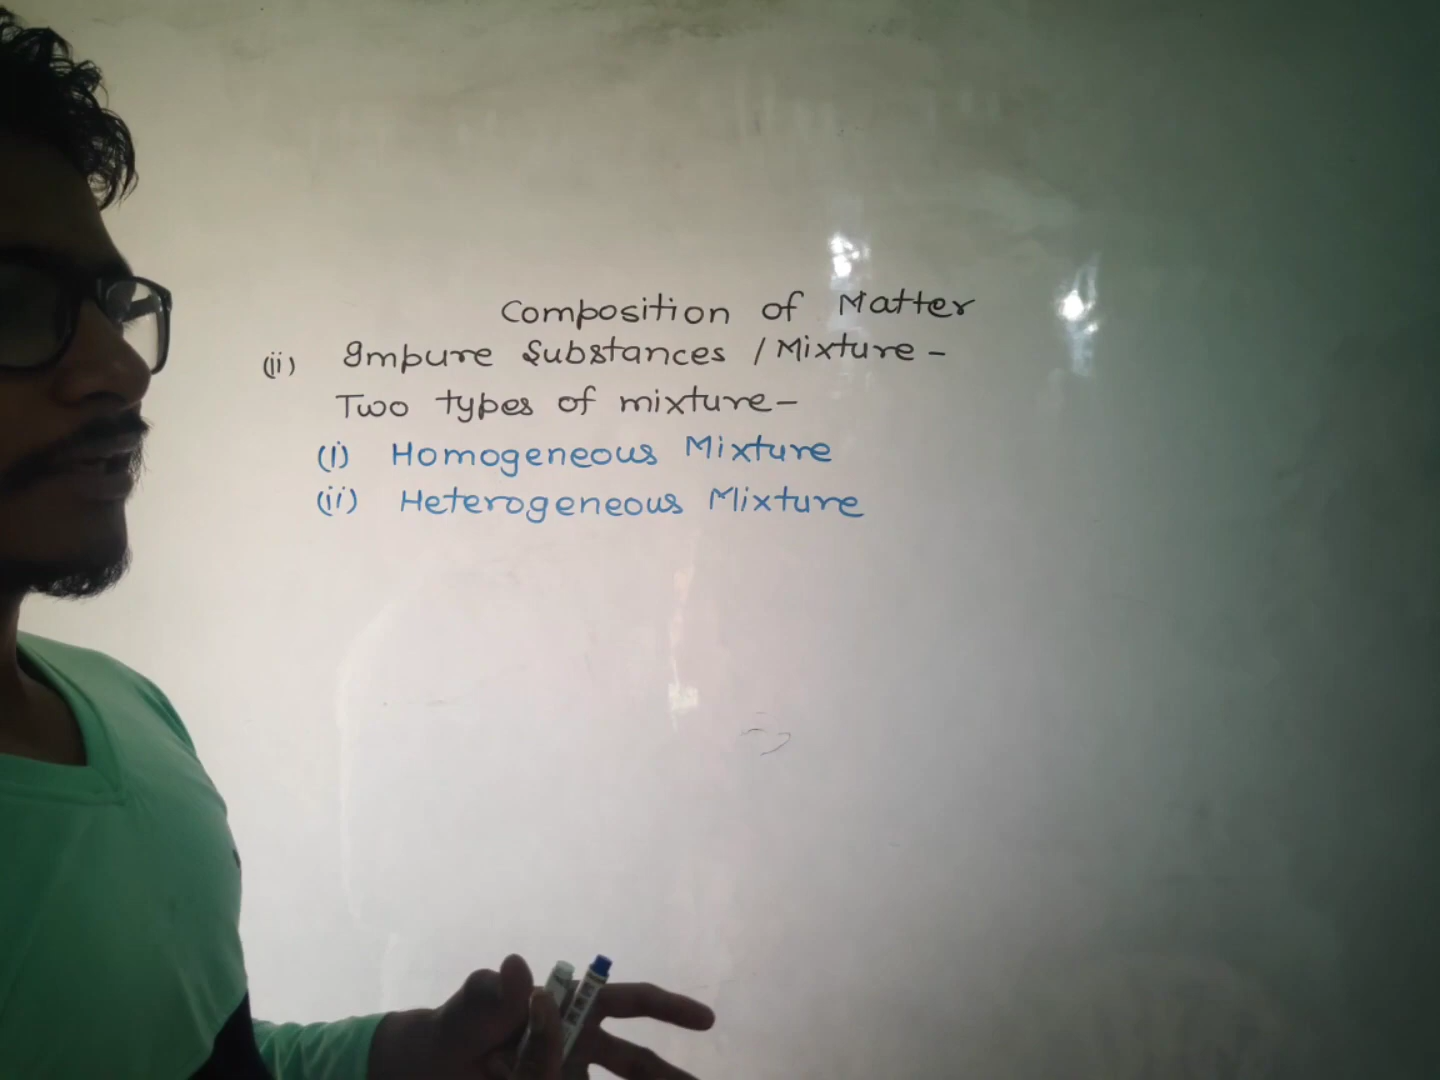 Composition of Matter
(ii) Impure Substances / Mixture -
Two types of mixture -
(i) Homogeneous Mixture
(ii) Heterogeneous Mixture